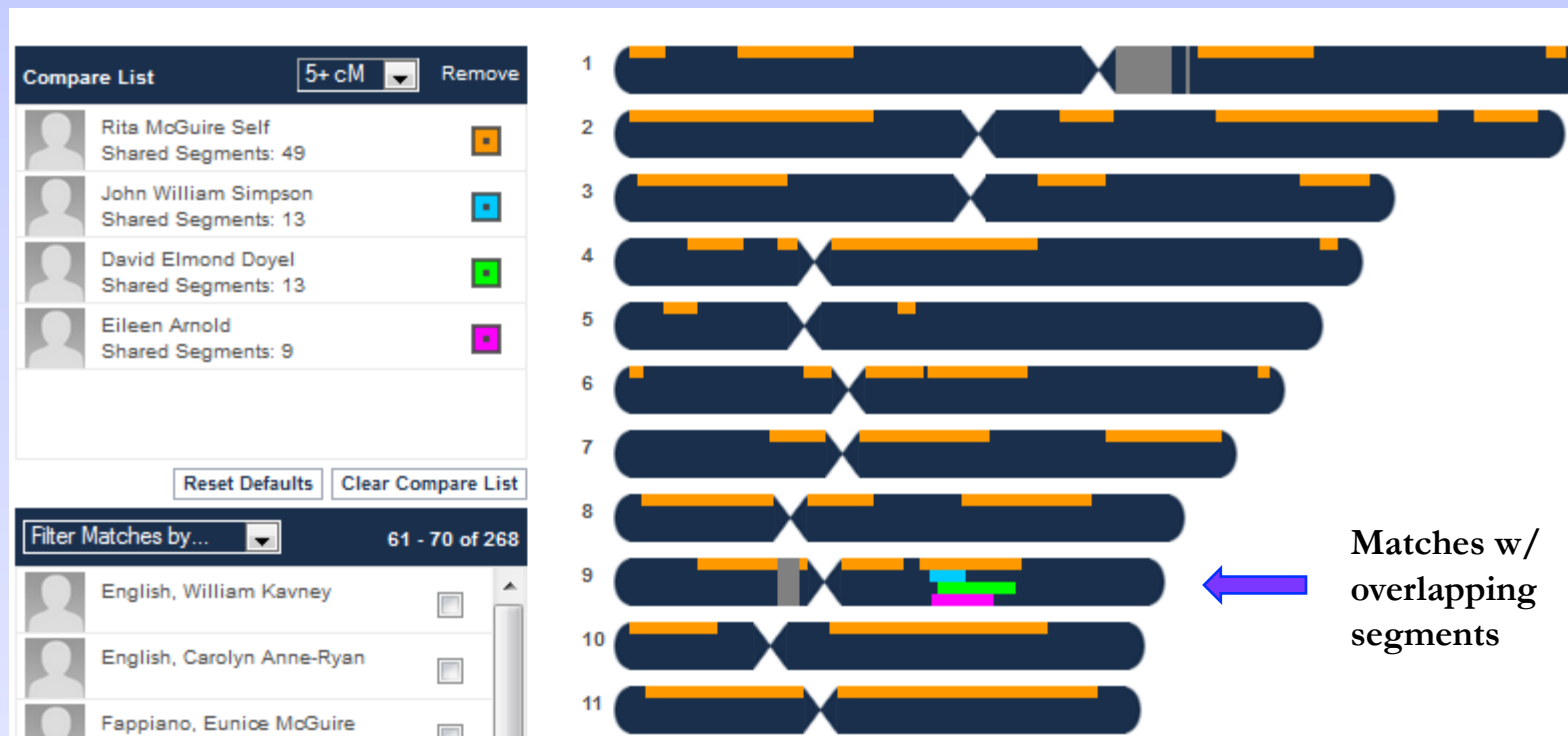 Compare List 5+ cM Remove
Rita McGuire Self
Shared Segments: 49
John William Simpson
Shared Segments: 13
David Elmond Doyel
Shared Segments: 13
Eileen Arnold
Shared Segments: 9
Reset Defaults Clear Compare List
Filter Matches by... 61 - 70 of 268
English, William Kavney
English, Carolyn Anne-Ryan
Fappiano, Eunice McGuire
1
2
3
4
5
6
7
8
9
10
11
Matches w/
overlapping
segments